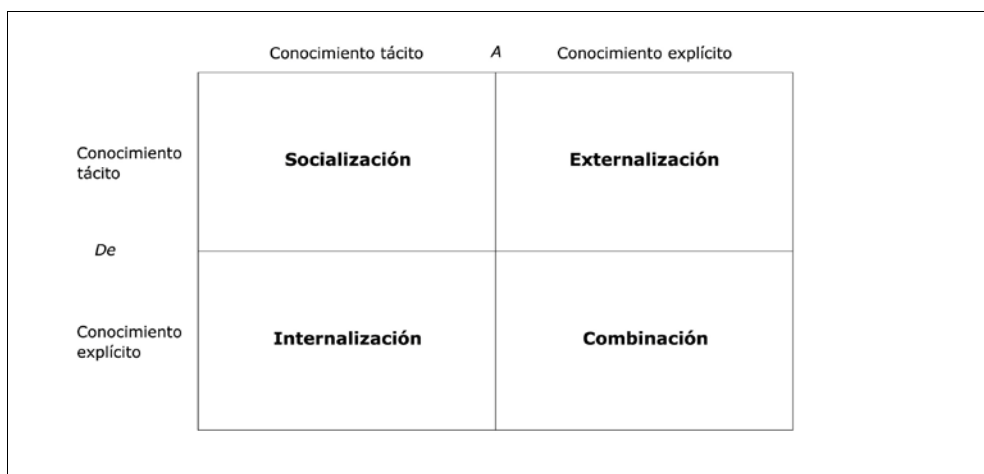 Conocimiento tácito A Conocimiento explícito
Conocimiento
tácito
Socialización Externalización
De
Conocimiento
explícito
Internalización Combinación